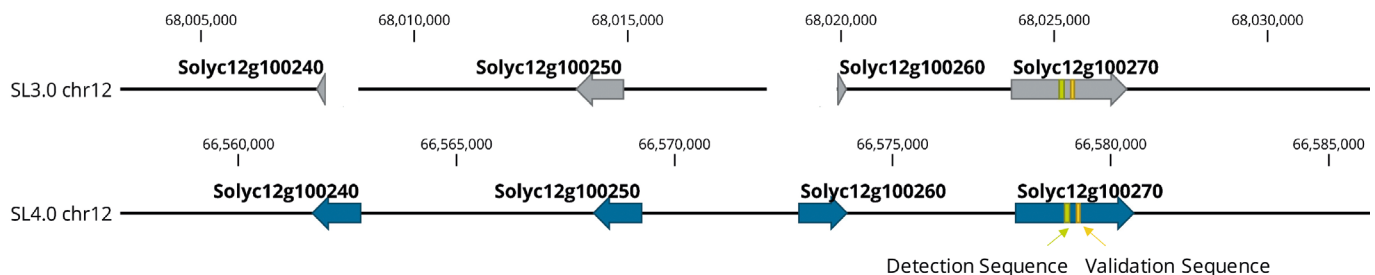 68,005,000 68,010,000 68,015,000 68,020,000 68,025,000 68,030,000
Solyc12g100240 Solyc12g100250 Solyc12g100260 Solyc12g100270
SL3.0 chr12
66,560,000 66,565,000 66,570,000 66,575,000 66,580,000 66,585,000
Solyc12g100240 Solyc12g100250 Solyc12g100260 Solyc12g100270
SL4.0 chr12
Detection Sequence Validation Sequence